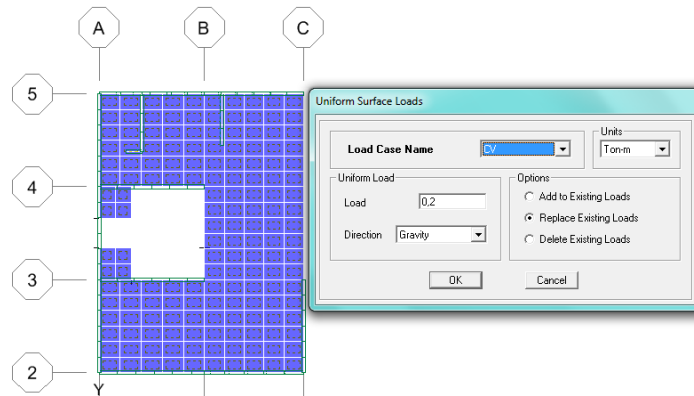 A
B
C
5
4
3
2
Y
Uniform Surface Loads
Load Case Name
CV
Units
Ton-m
Uniform Load
Load
0,2
Direction
Gravity
Options
Add to Existing Loads
Replace Existing Loads
Delete Existing Loads
OK
Cancel